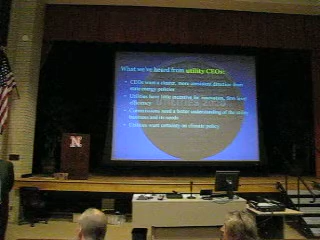 What we've heard from utility CEOs:
• CEOs want a clearer, more consistent direction from
state energy policies
• Utilities have little incentive for innovation, first level
efficiency
• Commissions need a better understanding of the utility
business and its needs
• Utilities want certainty on climate policy
N